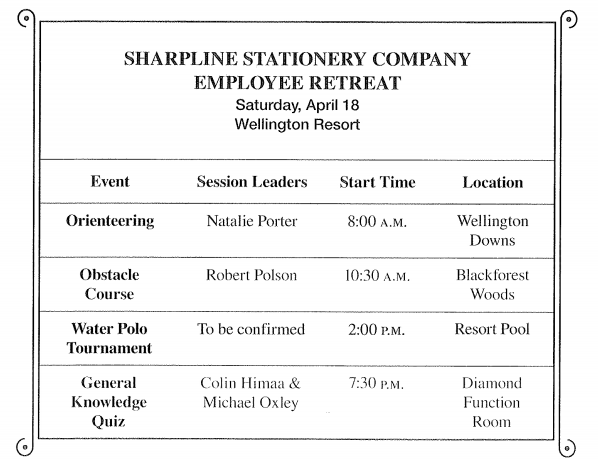 SHARPLINE STATIONERY COMPANY
EMPLOYEE RETREAT
Saturday, April 18
Wellington Resort
Event Session Leaders Start Time Location
Orienteering Natalie Porter 8:00 A.M. Wellington
Downs
Obstacle Robert Polson 10:30 A.M. Blackforest
Course Woods
Water Polo To be confirmed 2:00 P.M. Resort Pool
Tournament
General Colin Himaa & 7:30 P.M. Diamond
Knowledge Michael Oxley Function
Quiz Room